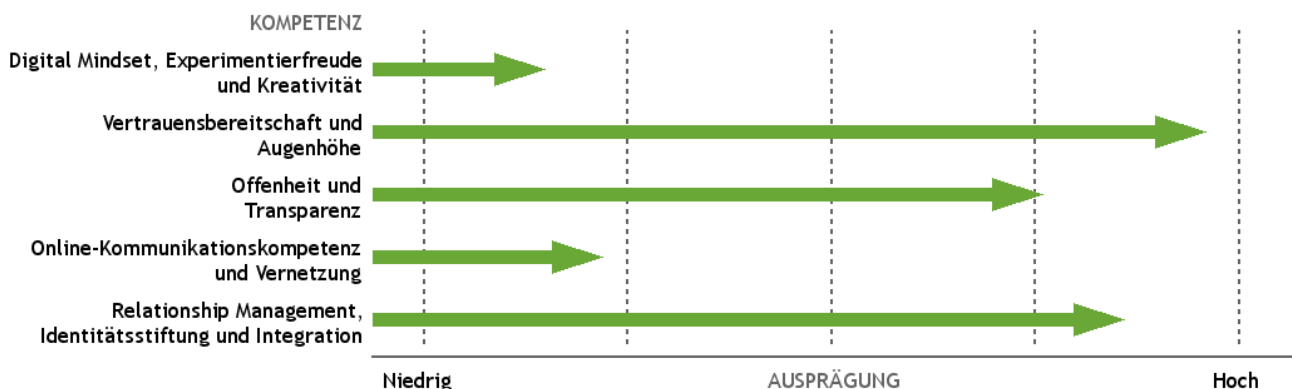 KOMPETENZ
Digital Mindset, Experimentierfreude
und Kreativität
Vertrauensbereitschaft und
Augenhöhe
Offenheit und
Transparenz
Online-Kommunikationskompetenz
und Vernetzung
Relationship Management,
Identitätsstiftung und Integration
Niedrig AUSPRÄGUNG Hoch